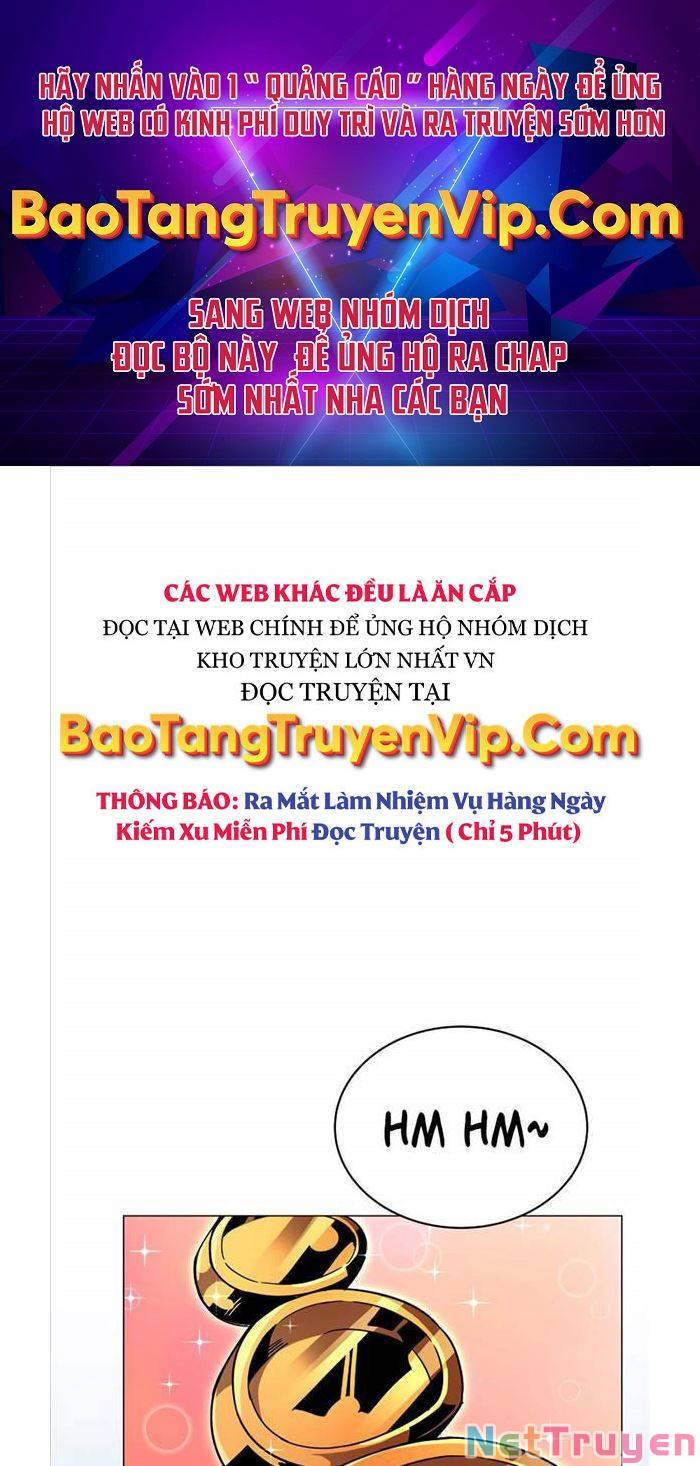 HÃY NHẤN VÀO 1 “ QUẢNG CÁO ” HÀNG NGÀY ĐỂ ỦNG
HỘ WEB CÓ KINH PHÍ DUY TRÌ VÀ RA TRUYỆN SỚM HƠN
BaoTangTruyenVip.Com
SANG WEB NHÓM DỊCH
ĐỌC BỘ NÀY ĐỂ ỦNG HỘ RA CHAP
SỚM NHẤT NHA CÁC BẠN
CÁC WEB KHÁC ĐỀU LÀ ĂN CẮP
ĐỌC TẠI WEB CHÍNH ĐỂ ỦNG HỘ NHÓM DỊCH
KHO TRUYỆN LỚN NHẤT VN
ĐỌC TRUYỆN TẠI
BaoTangTruyenVip.Com
THÔNG BÁO: Ra Mắt Làm Nhiệm Vụ Hàng Ngày
Kiếm Xu Miễn Phí Đọc Truyện ( Chỉ 5 Phút)
HM HM~
NetTruyen